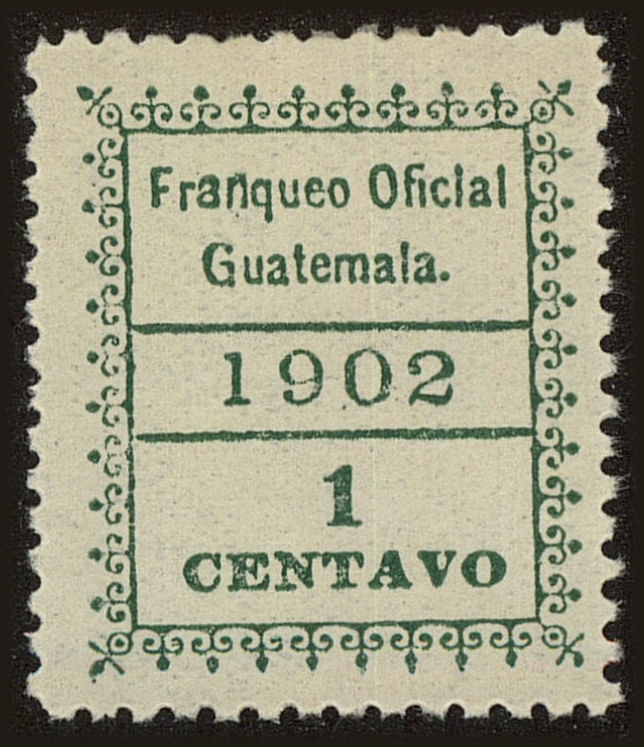 Franqueo Oficial
Guatemala.
1902
1
CENTAVO